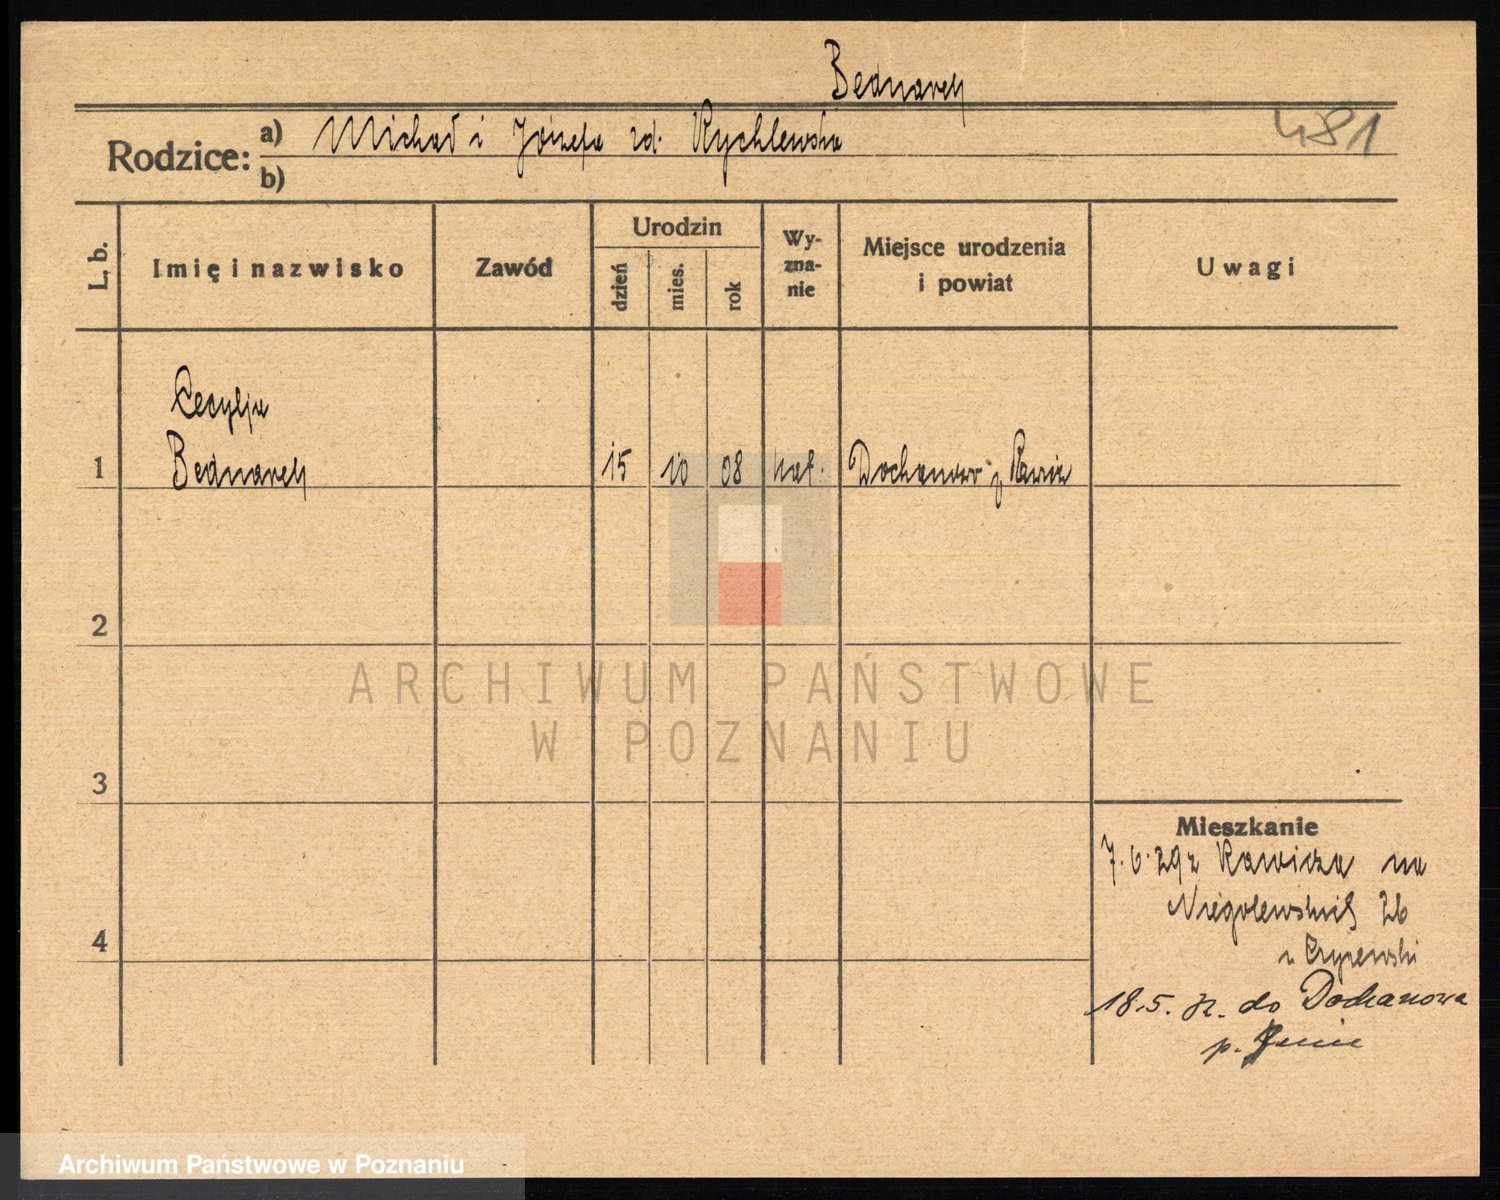 Bednarek
Rodzice: a) Michał i Józefa zd. Rychlewska
481
b)
L. b.
Imię i nazwisko
Zawód
Urodzin
dzień
mies.
rok
Wy-
zna-
nie
Miejsce urodzenia
i powiat
Uwagi
Cecylja
1 Bednarek 15 10 08 kat. Dochanowo
2
3
4
Mieszkanie
7.6.29 z Rawicza na
Niegolewskich 26
u
18.5. do Dochanowa
p. Żnin
ARCHIWUM PAŃSTWOWE
W POZNANIU
Archiwum Państwowe w Poznaniu